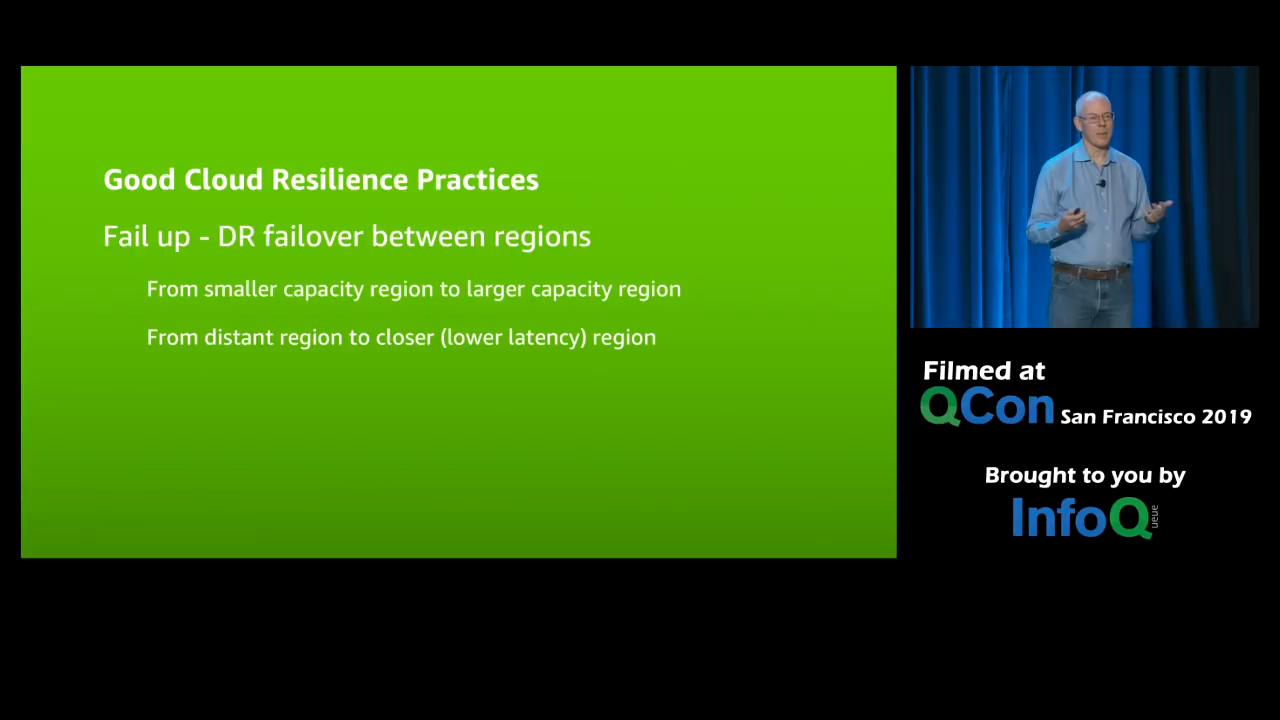 Good Cloud Resilience Practices
Fail up - DR failover between regions
From smaller capacity region to larger capacity region
From distant region to closer (lower latency) region
Filmed at
QCon San Francisco 2019
Brought to you by
InfoQ
ueue